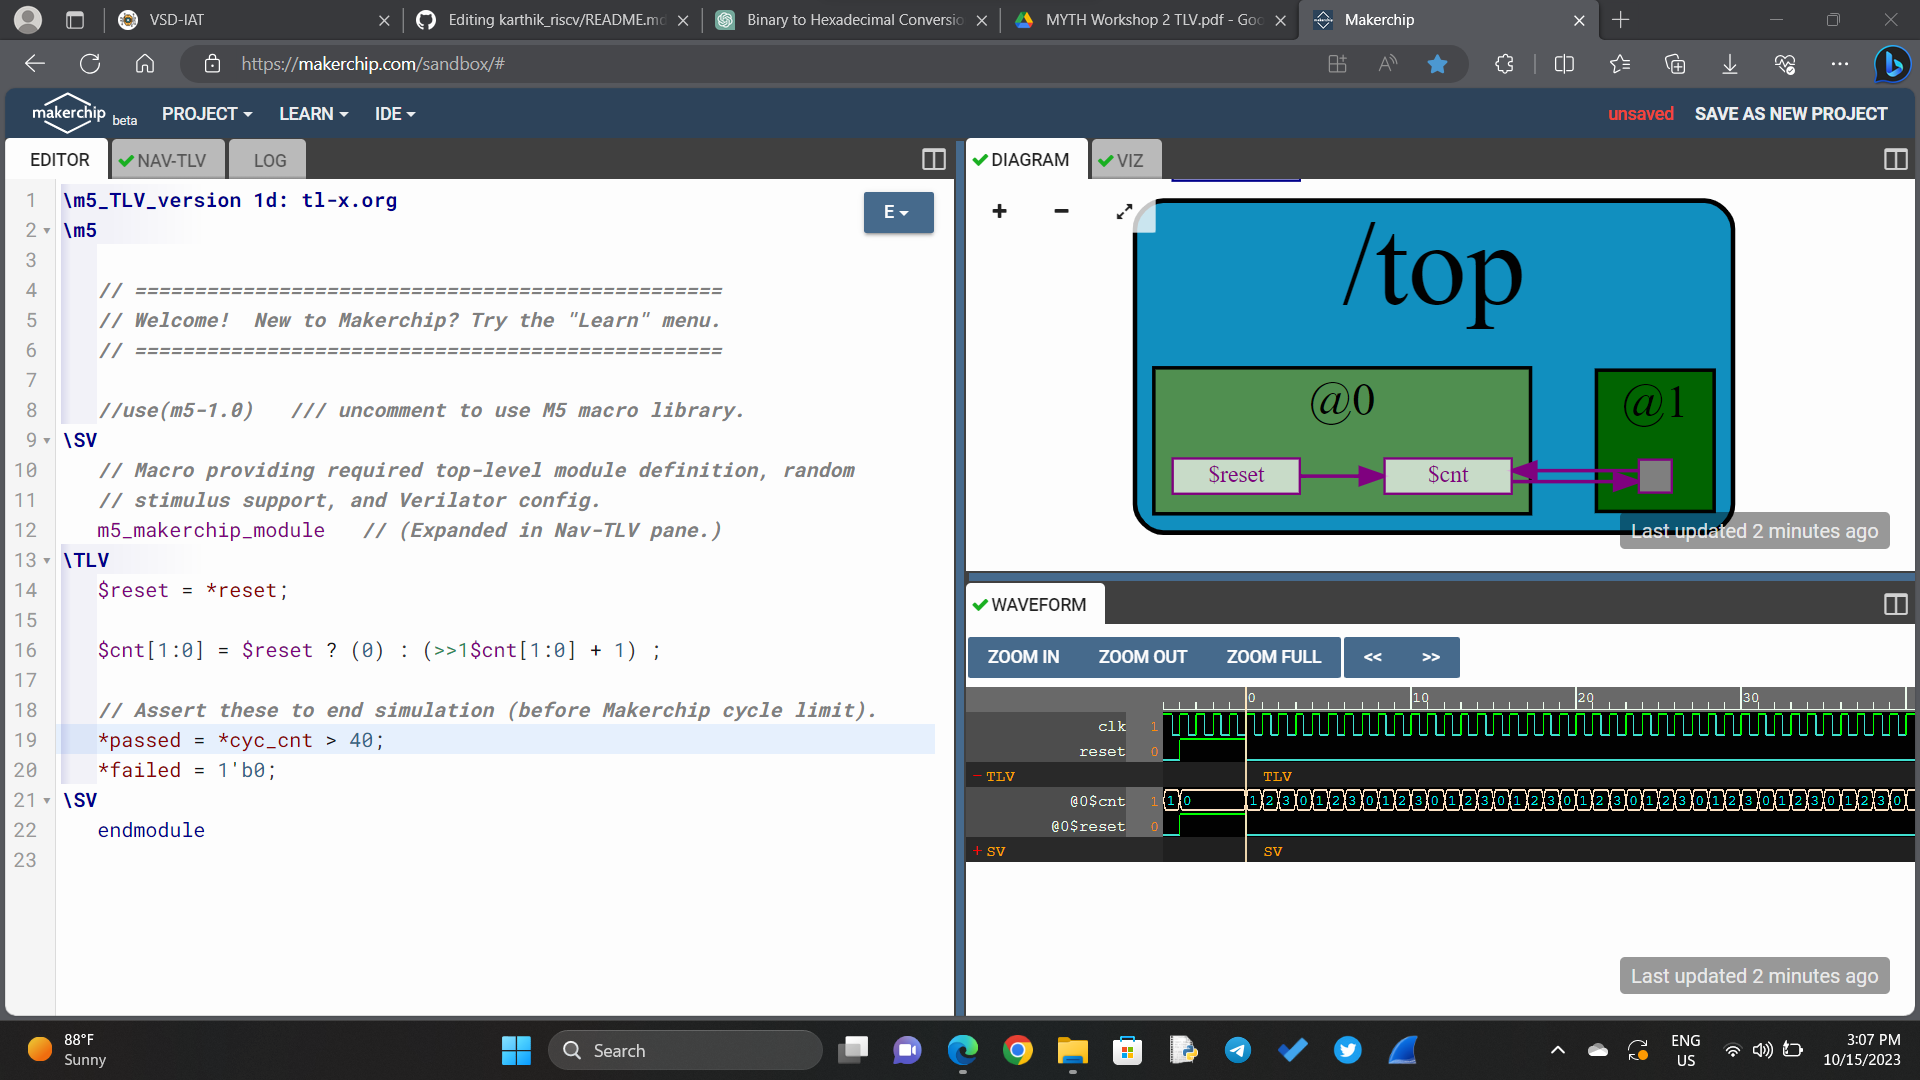 VSD-IAT
Editing karthik_riscv/README.md
Binary to Hexadecimal Conversio
MYTH Workshop 2 TLV.pdf - Goo
Makerchip
https://makerchip.com/sandbox/#
makerchip beta PROJECT LEARN IDE
unsaved SAVE AS NEW PROJECT
EDITOR NAV-TLV LOG
E
1 \m5_TLV_version 1d: tl-x.org
2 \m5
3
4 // =================================================
5 // Welcome!  New to Makerchip? Try the "Learn" menu.
6 // =================================================
7
8 //use(m5-1.0)   /// uncomment to use M5 macro library.
9 \SV
10 // Macro providing required top-level module definition, random
11 // stimulus support, and Verilator config.
12 m5_makerchip_module   // (Expanded in Nav-TLV pane.)
13 \TLV
14 $reset = *reset;
15
16 $cnt[1:0] = $reset ? (0) : (>>1$cnt[1:0] + 1) ;
17
18 // Assert these to end simulation (before Makerchip cycle limit).
19 *passed = *cyc_cnt > 40;
20 *failed = 1'b0;
21 \SV
22 endmodule
23
DIAGRAM VIZ
+ −
/top
@0 @1
$reset $cnt
Last updated 2 minutes ago
WAVEFORM
ZOOM IN ZOOM OUT ZOOM FULL << >>
0 10 20 30
clk 1
reset 0
- TLV TLV
@0$cnt 1 1 0 1 2 3 0 1 2 3 0 1 2 3 0 1 2 3 0 1 2 3 0 1 2 3 0 1 2 3 0 1 2 3 0 1 2 3 0 1 2 3 0
@0$reset 0
+ SV SV
Last updated 2 minutes ago
88°F
Sunny
Search
ENG
US
3:07 PM
10/15/2023